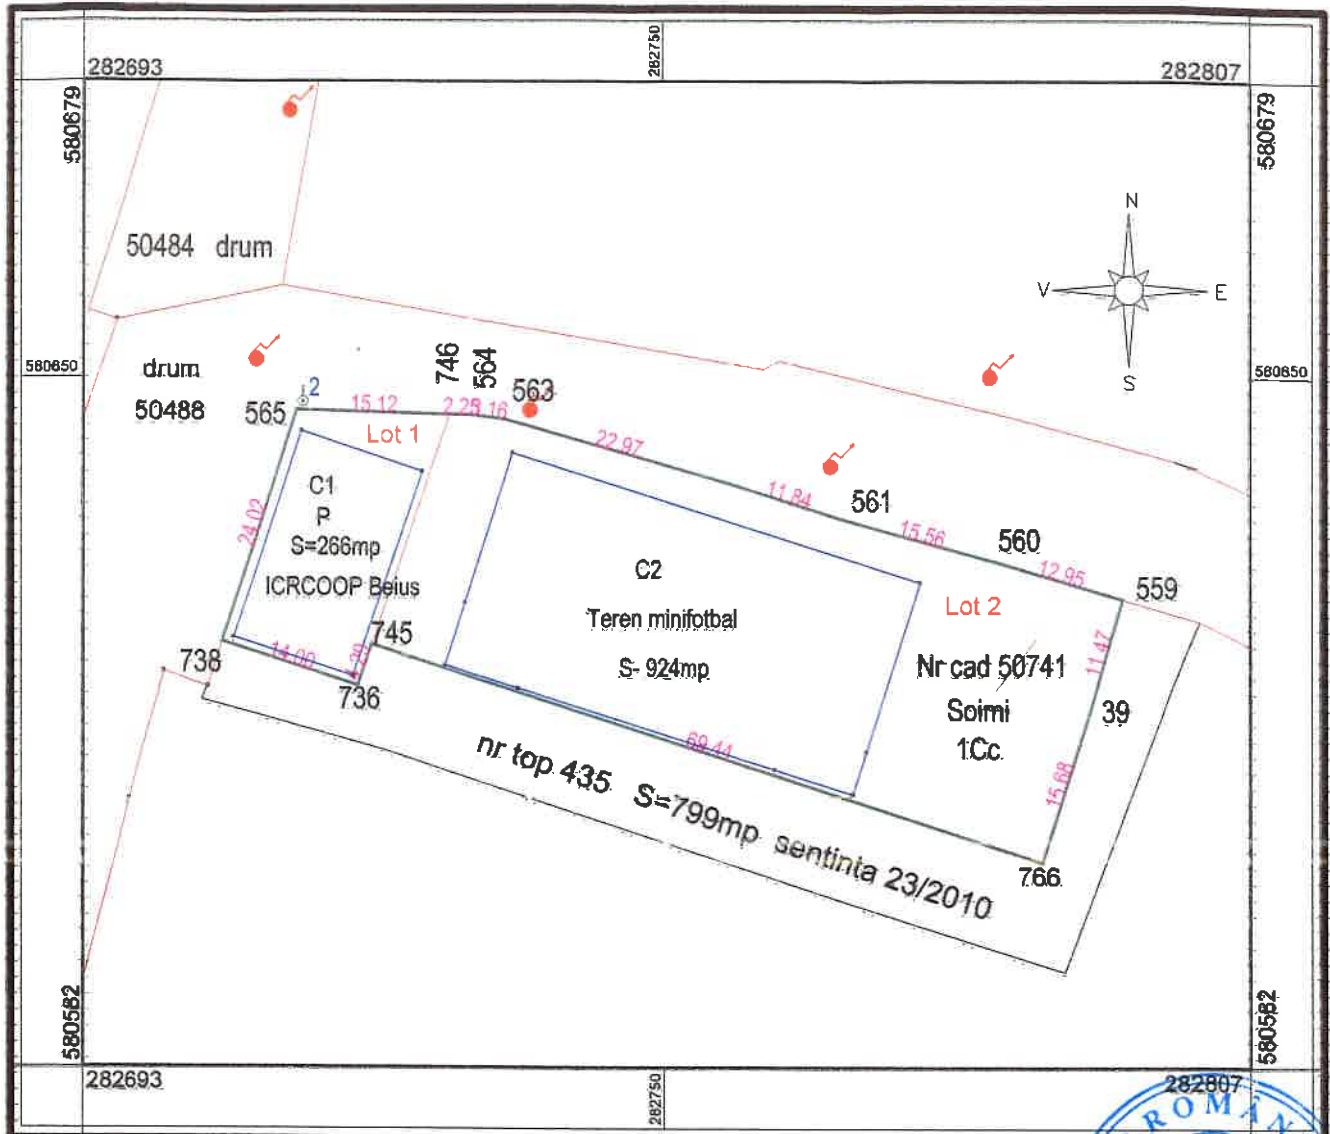 282693
282750
282807
580679
580679
N
V
E
S
50484 drum
580650
580650
drum
50488
746
564
563
565
2
15.12
2.25
Lot 1
22.97
11.84
561
15.56
560
12.95
559
C1
P
S=266mp
ICRCOOP Beius
24.02
C2
Teren minifotbal
S- 924mp
Lot 2
Nr cad 50741
Soimi
1Cc
11.47
39
15.68
745
738
14.00
736
69.44
766
nr top 435 S=799mp sentinta 23/2010
580582
580582
282693
282750
282807
ROMÂN